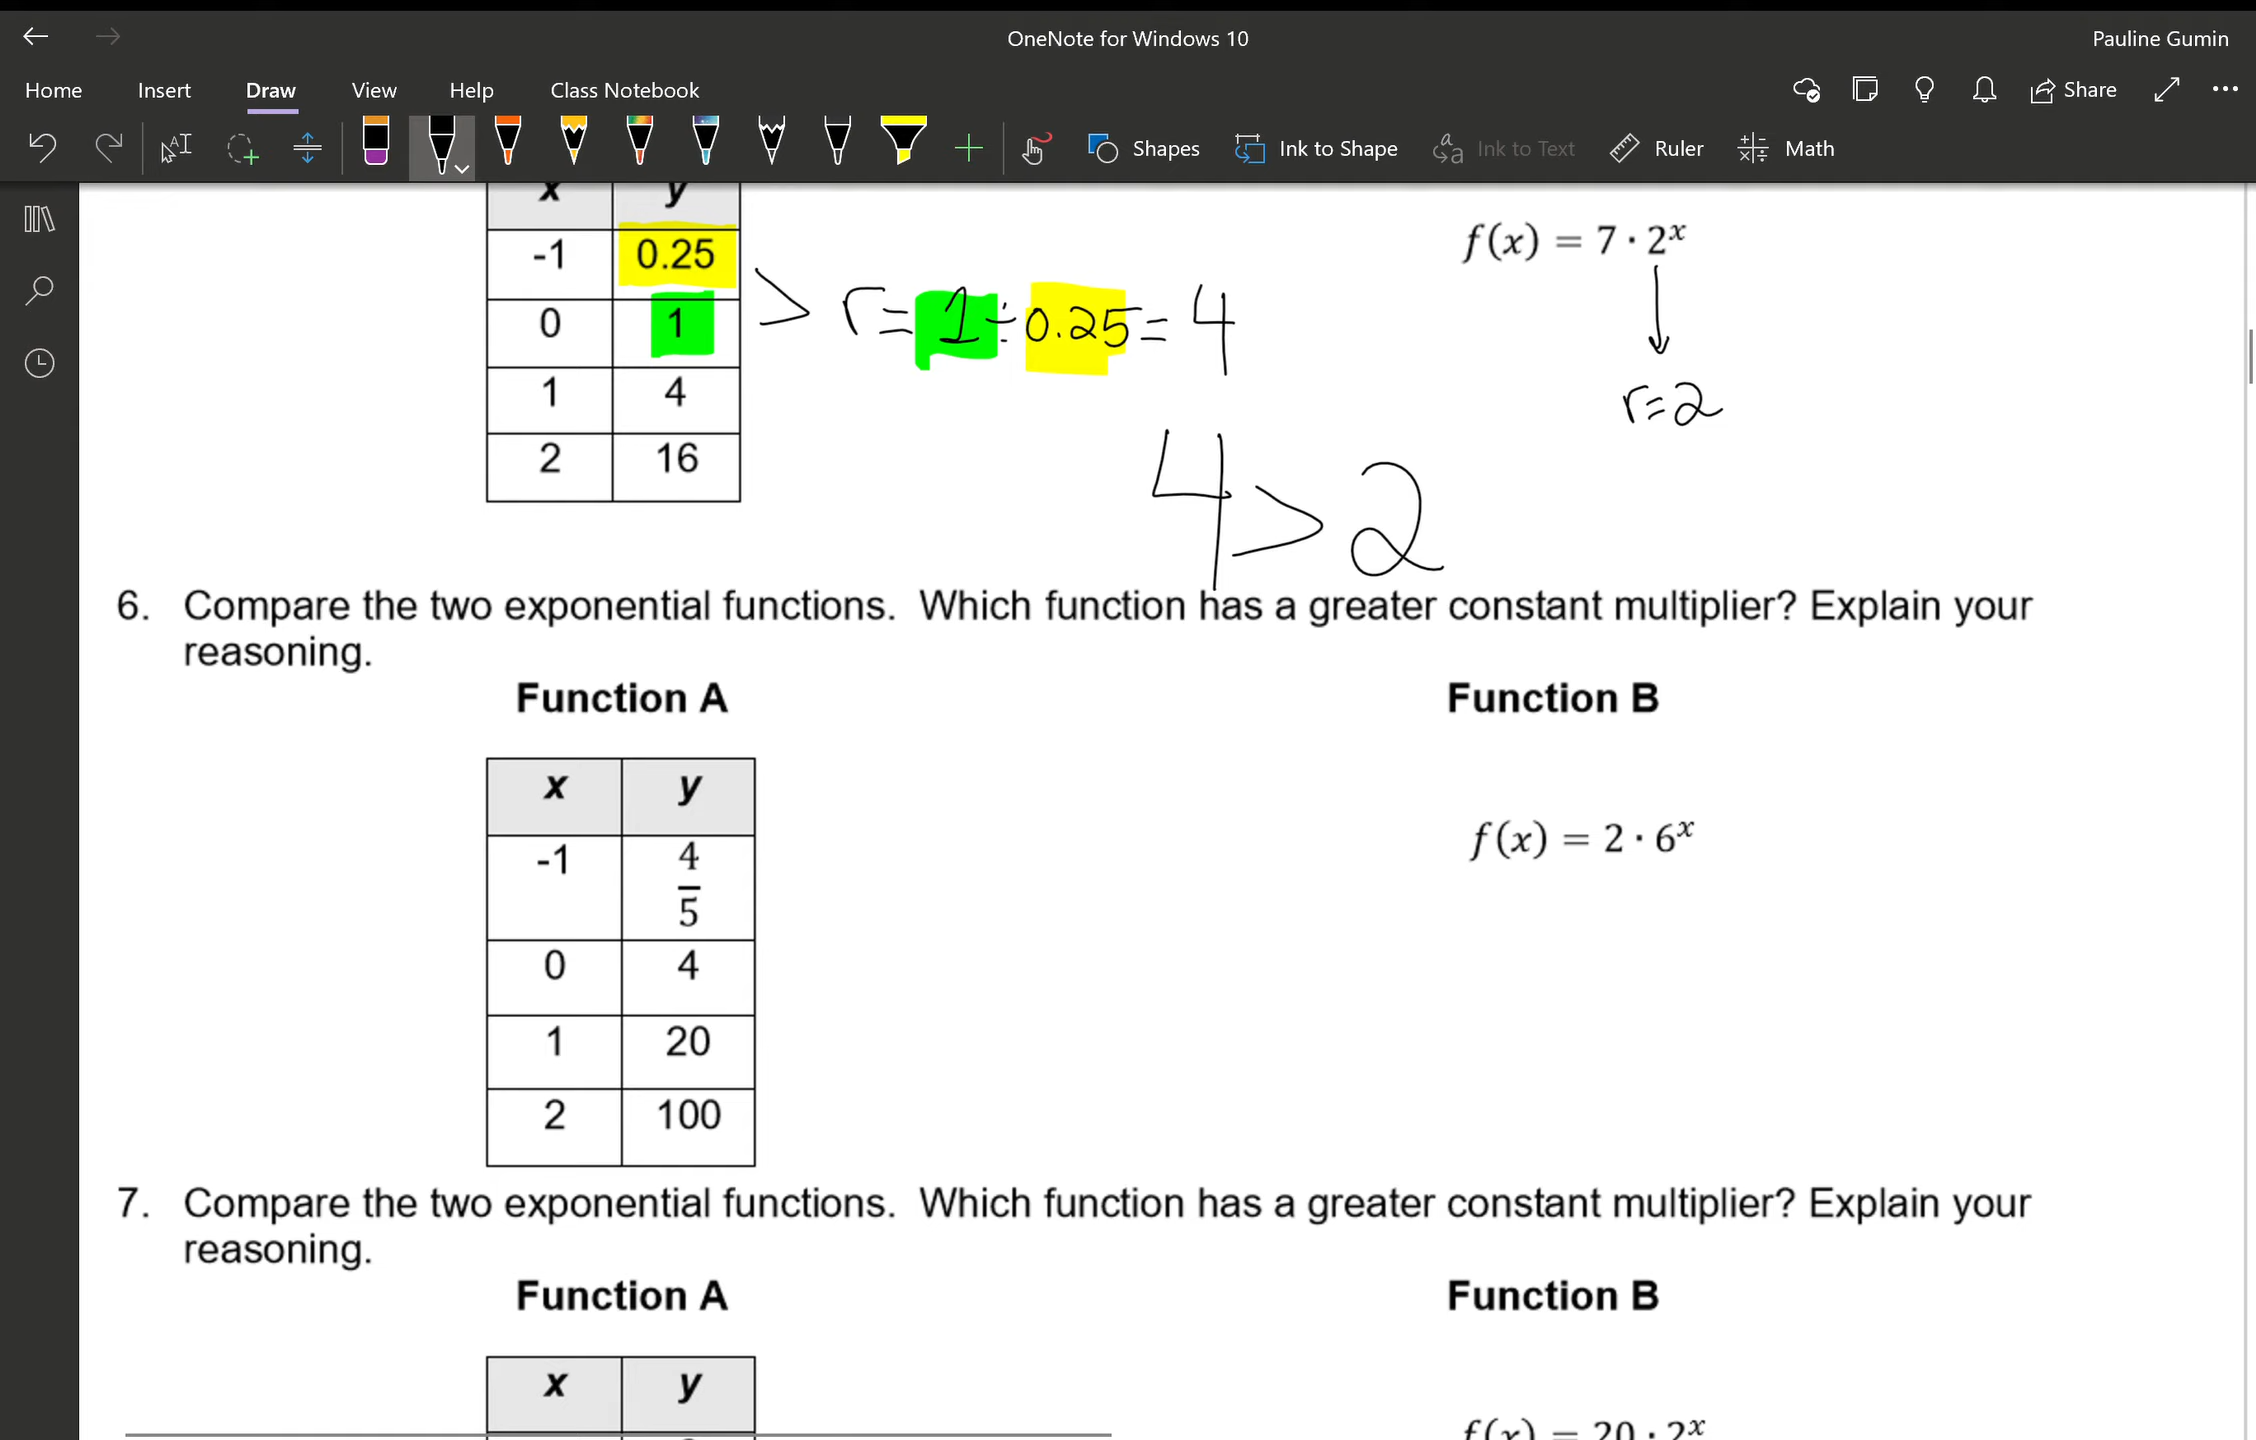 OneNote for Windows 10
Pauline Gumin
Home Insert Draw View Help Class Notebook Share
Shapes Ink to Shape Ink to Text Ruler Math
x y
-1 0.25
0 1
1 4
2 16
r = 1 ÷ 0.25 = 4
f(x) = 7 · 2ˣ
r = 2
4 > 2
6. Compare the two exponential functions. Which function has a greater constant multiplier? Explain your
reasoning.
Function A Function B
x y
-1 4/5
0 4
1 20
2 100
f(x) = 2 · 6ˣ
7. Compare the two exponential functions. Which function has a greater constant multiplier? Explain your
reasoning.
Function A Function B
x y
f(x) = 20 · 2ˣ